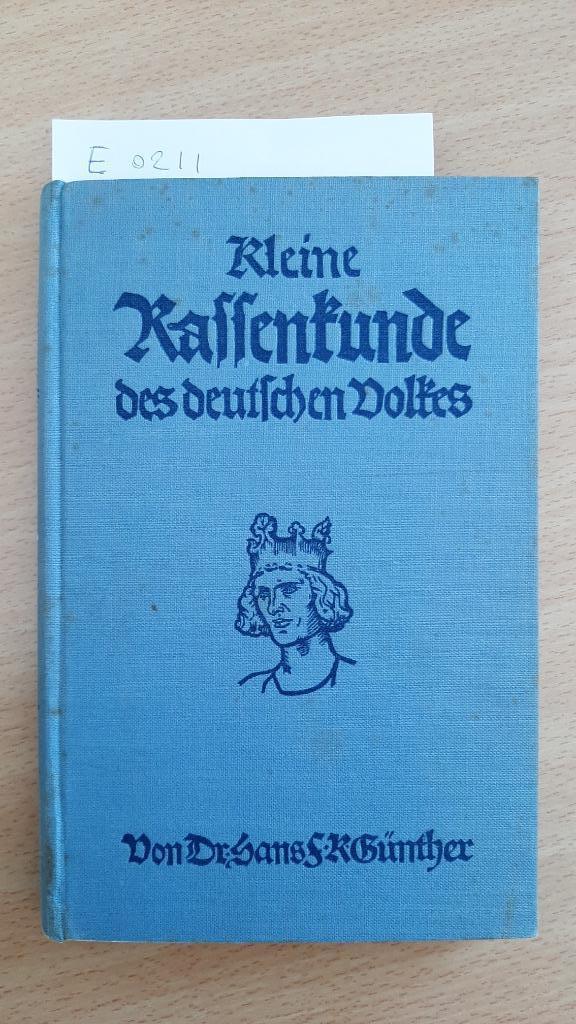 E 0211
Kleine
Raſſenkunde
des deutſchen Volkes
Von Dr. Hans F. K. Günther